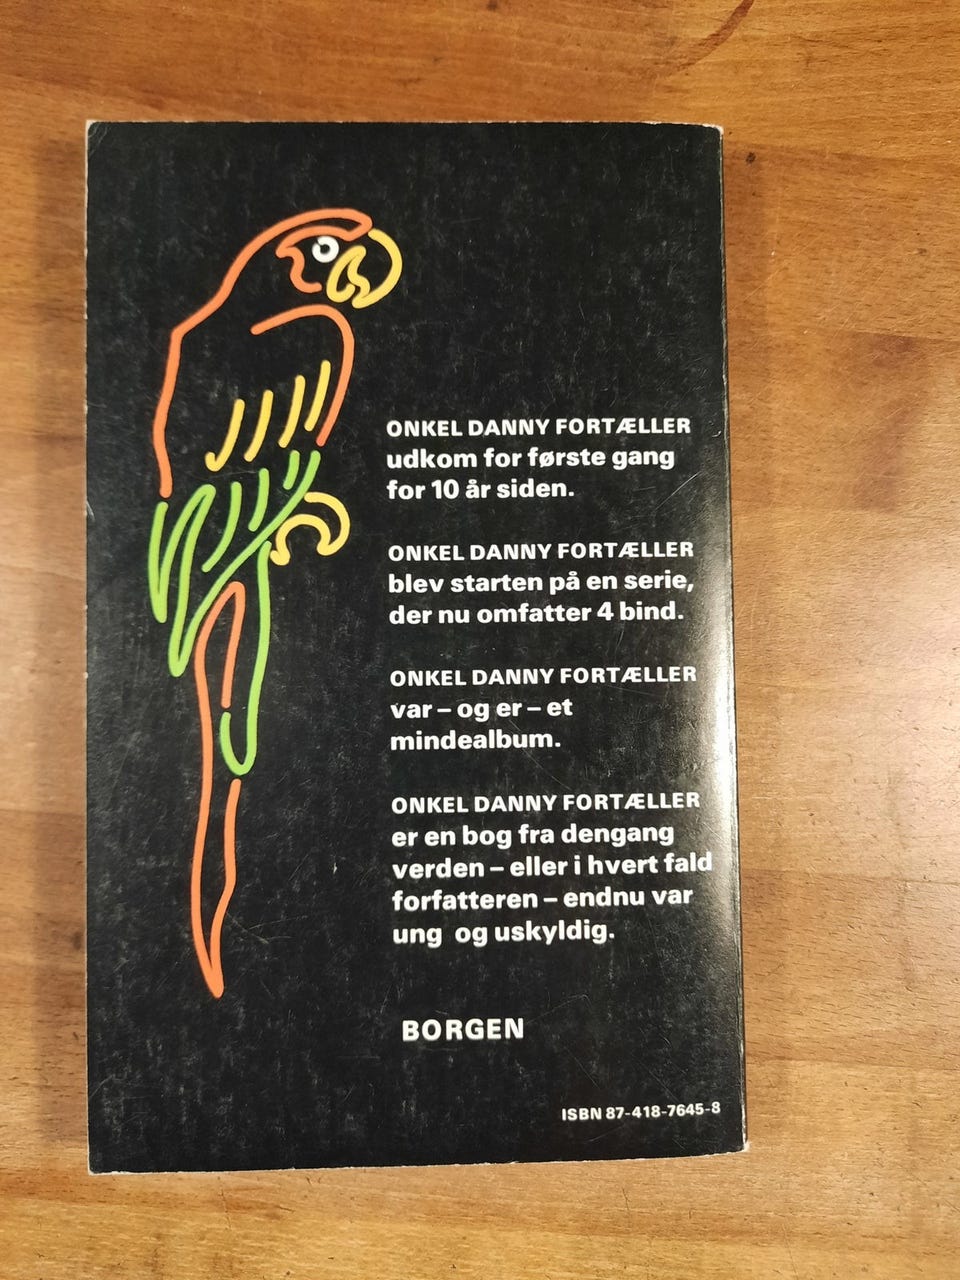 ONKEL DANNY FORTÆLLER
udkom for første gang
for 10 år siden.
ONKEL DANNY FORTÆLLER
blev starten på en serie,
der nu omfatter 4 bind.
ONKEL DANNY FORTÆLLER
var – og er – et
mindealbum.
ONKEL DANNY FORTÆLLER
er en bog fra dengang
verden – eller i hvert fald
forfatteren – endnu var
ung og uskyldig.
BORGEN
ISBN 87-418-7645-8